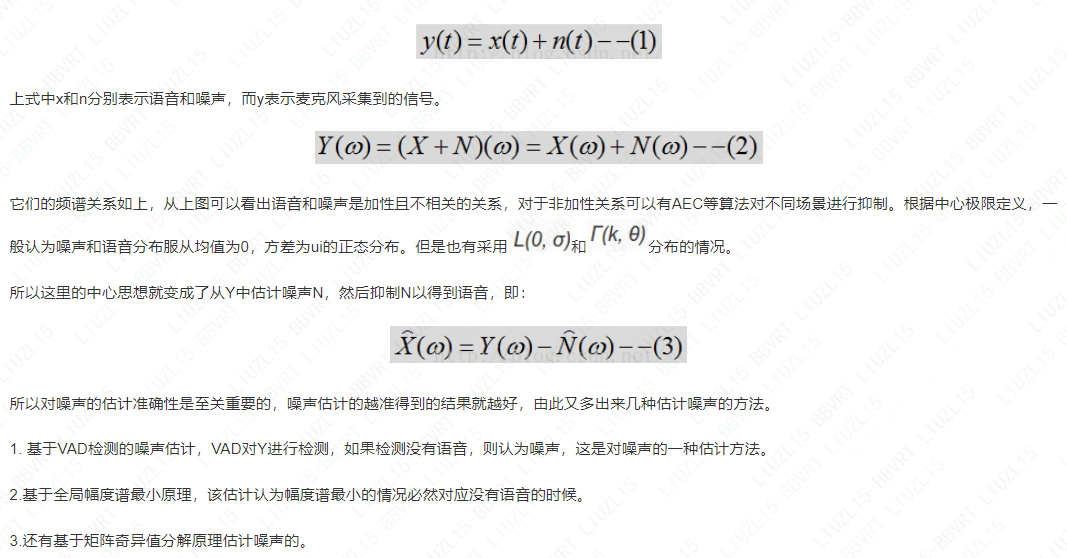 y(t) = x(t) + n(t) − −(1)
上式中x和n分别表示语音和噪声，而y表示麦克风采集到的信号。
Y(ω) = (X + N)(ω) = X(ω) + N(ω) − −(2)
它们的频谱关系如上，从上图可以看出语音和噪声是加性且不相关的关系，对于非加性关系可以有AEC等算法对不同场景进行抑制。根据中心极限定义，一
般认为噪声和语音分布服从均值为0，方差为ui的正态分布。但是也有采用 L(0, σ)和 Γ(k, θ) 分布的情况。
所以这里的中心思想就变成了从Y中估计噪声N，然后抑制N以得到语音，即：
X̂(ω) = Y(ω) − N̂(ω) − −(3)
所以对噪声的估计准确性是至关重要的，噪声估计的越准得到的结果就越好，由此又多出来几种估计噪声的方法。
1. 基于VAD检测的噪声估计，VAD对Y进行检测，如果检测没有语音，则认为噪声，这是对噪声的一种估计方法。
2.基于全局幅度谱最小原理，该估计认为幅度谱最小的情况必然对应没有语音的时候。
3.还有基于矩阵奇异值分解原理估计噪声的。
LIUZL15-BBVRT